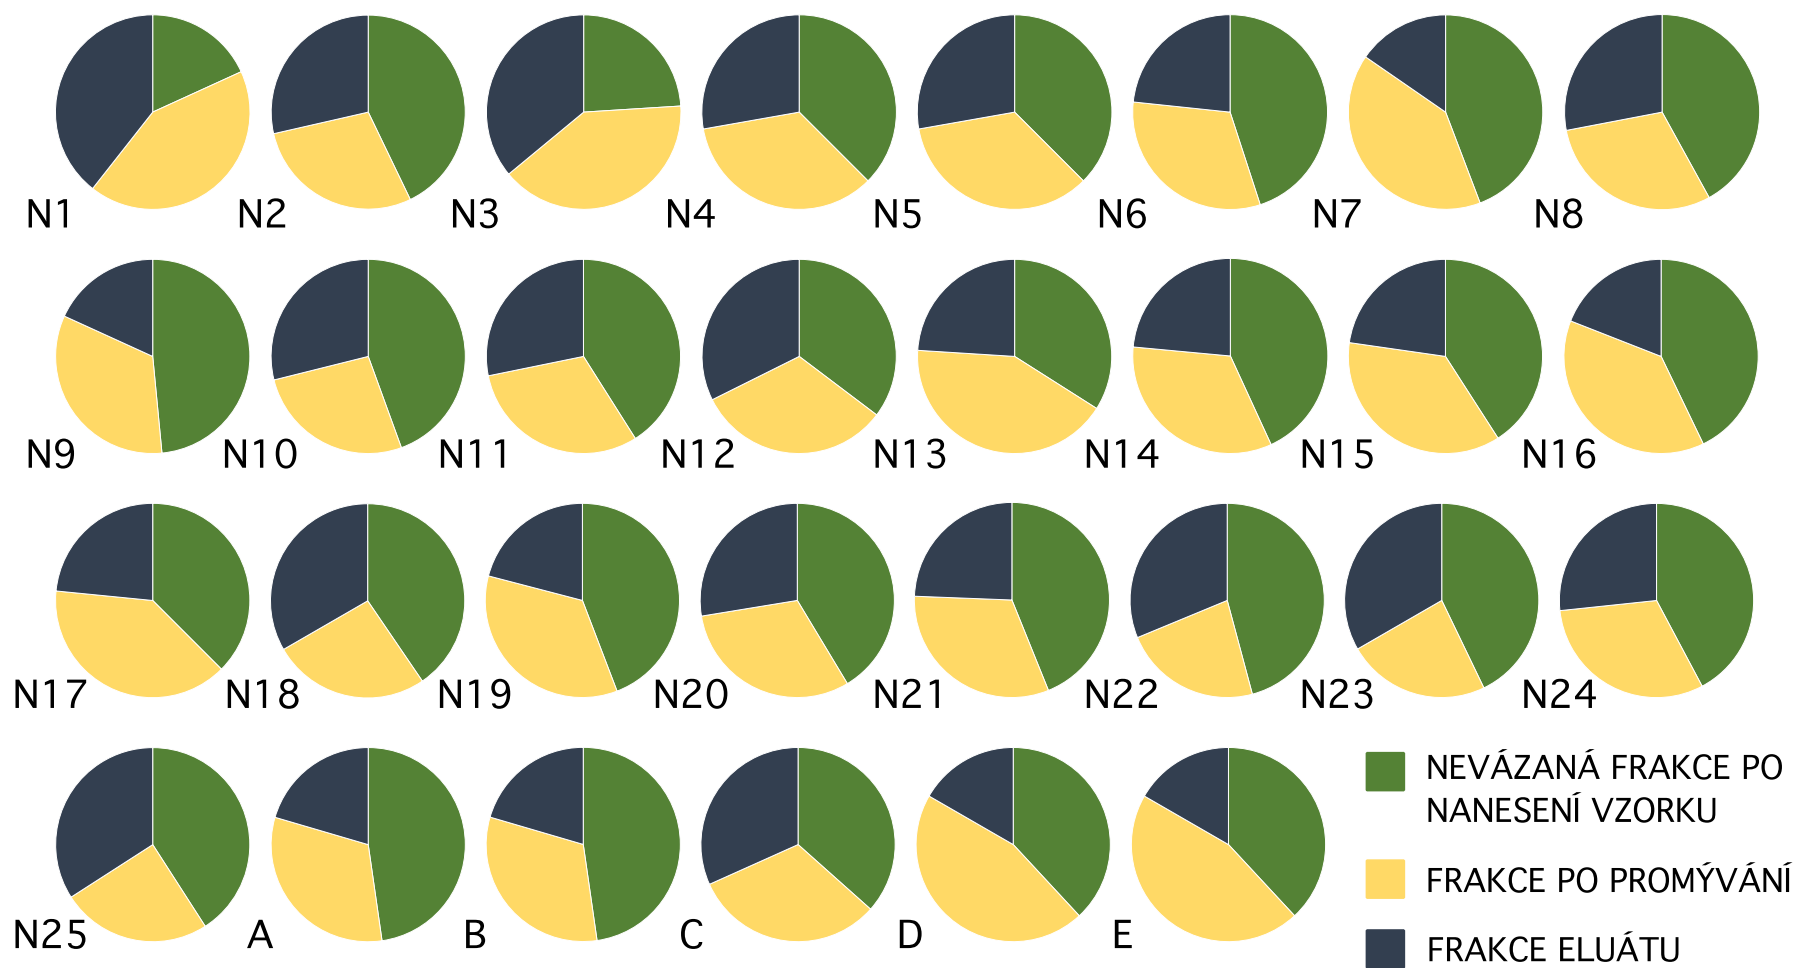 N1
N2
N3
N4
N5
N6
N7
N8
N9
N10
N11
N12
N13
N14
N15
N16
N17
N18
N19
N20
N21
N22
N23
N24
N25
A
B
C
D
E
NEVÁZANÁ FRAKCE PO
NANESENÍ VZORKU
FRAKCE PO PROMÝVÁNÍ
FRAKCE ELUÁTU